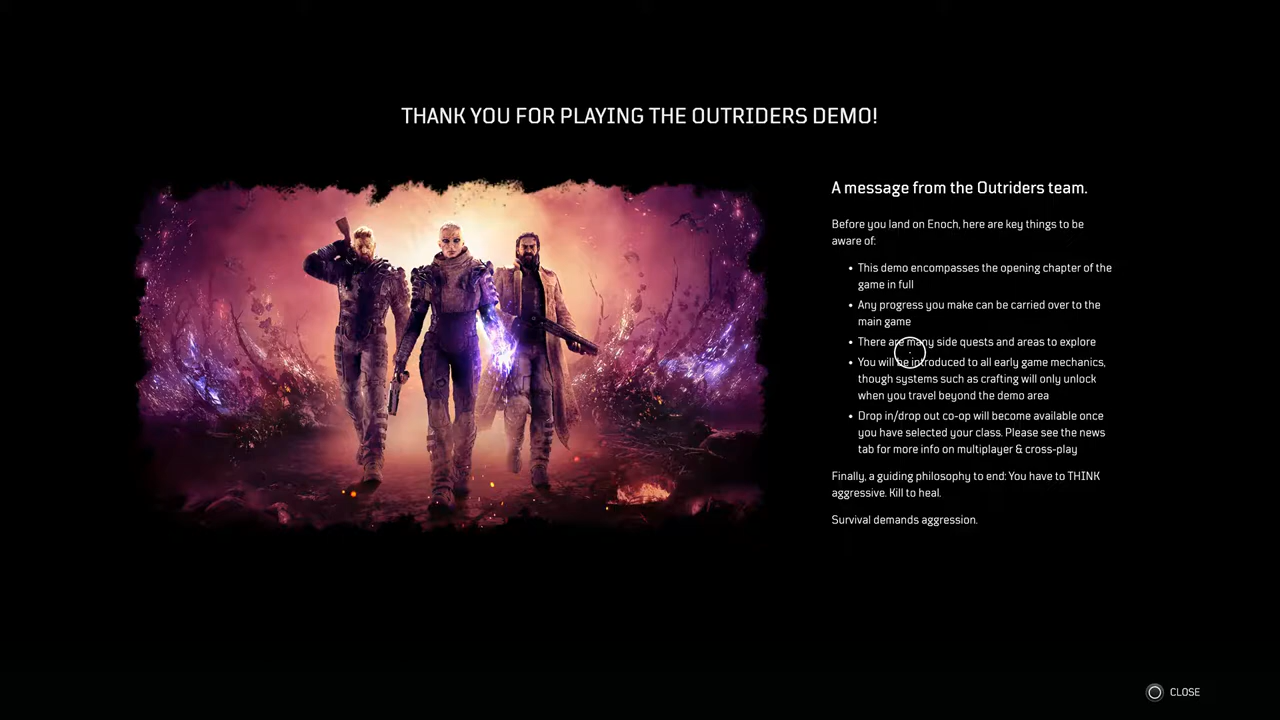 THANK YOU FOR PLAYING THE OUTRIDERS DEMO!
A message from the Outriders team.
Before you land on Enoch, here are key things to be
aware of:
• This demo encompasses the opening chapter of the
game in full
• Any progress you make can be carried over to the
main game
• There are many side quests and areas to explore
• You will be introduced to all early game mechanics,
though systems such as crafting will only unlock
when you travel beyond the demo area
• Drop in/drop out co-op will become available once
you have selected your class. Please see the news
tab for more info on multiplayer & cross-play
Finally, a guiding philosophy to end: You have to THINK
aggressive. Kill to heal.
Survival demands aggression.
CLOSE